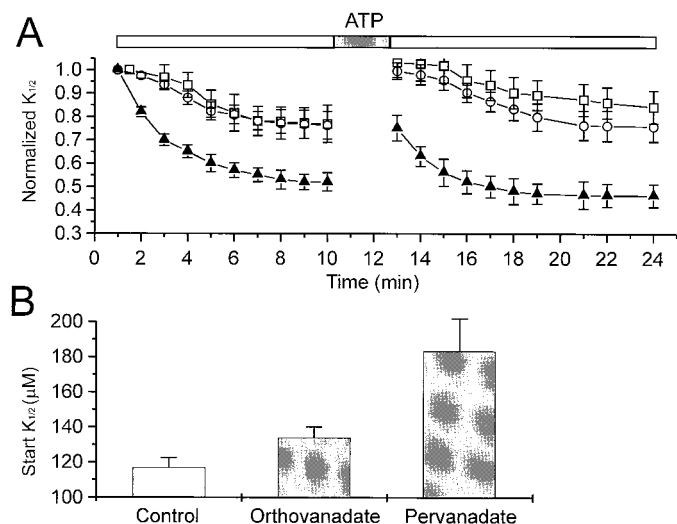 A
ATP
Normalized K1/2
1.0
0.9
0.8
0.7
0.6
0.5
0.4
0.3
0 2 4 6 8 10 12 14 16 18 20 22 24
Time (min)
B
Start K1/2 (µM)
200
180
160
140
120
100
Control Orthovanadate Pervanadate